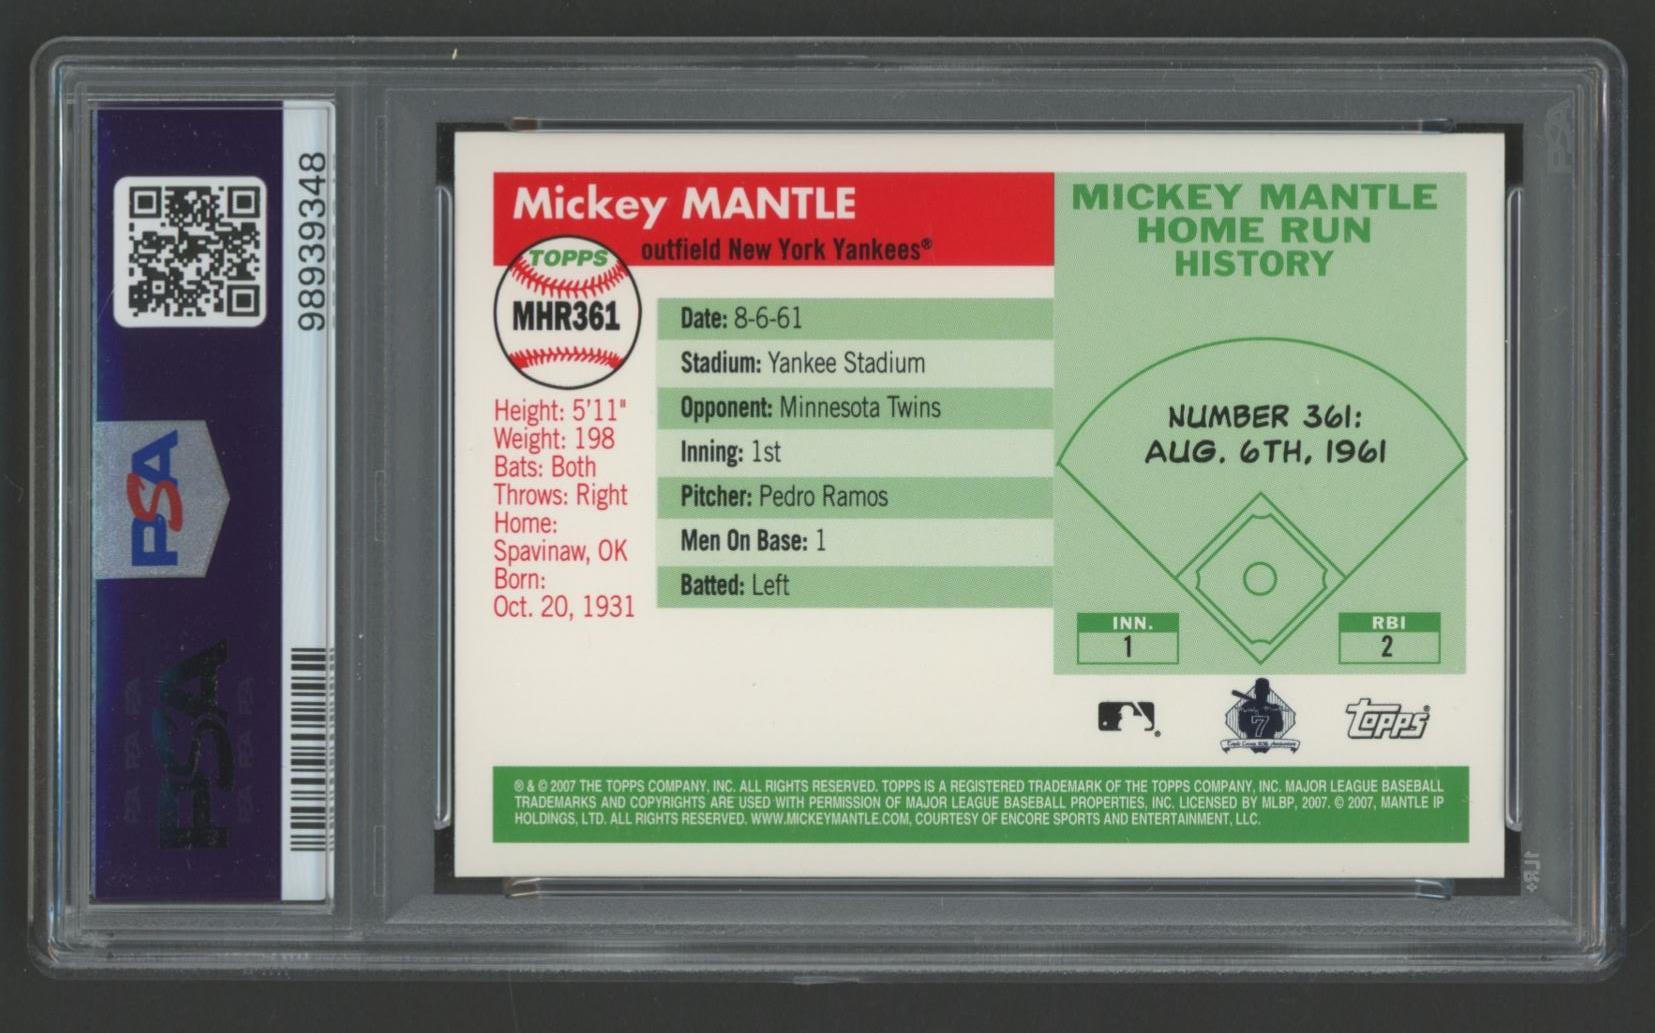 98939348
PSA
PSA
Mickey MANTLE
outfield New York Yankees®
TOPPS
MHR361
Height: 5'11"
Weight: 198
Bats: Both
Throws: Right
Home:
Spavinaw, OK
Born:
Oct. 20, 1931
Date: 8-6-61
Stadium: Yankee Stadium
Opponent: Minnesota Twins
Inning: 1st
Pitcher: Pedro Ramos
Men On Base: 1
Batted: Left
MICKEY MANTLE
HOME RUN
HISTORY
NUMBER 361:
AUG. 6TH, 1961
INN.
1
RBI
2
7
Topps
® & © 2007 THE TOPPS COMPANY, INC. ALL RIGHTS RESERVED. TOPPS IS A REGISTERED TRADEMARK OF THE TOPPS COMPANY, INC. MAJOR LEAGUE BASEBALL
TRADEMARKS AND COPYRIGHTS ARE USED WITH PERMISSION OF MAJOR LEAGUE BASEBALL PROPERTIES, INC. LICENSED BY MLBP, 2007. © 2007, MANTLE IP
HOLDINGS, LTD. ALL RIGHTS RESERVED. WWW.MICKEYMANTLE.COM, COURTESY OF ENCORE SPORTS AND ENTERTAINMENT, LLC.